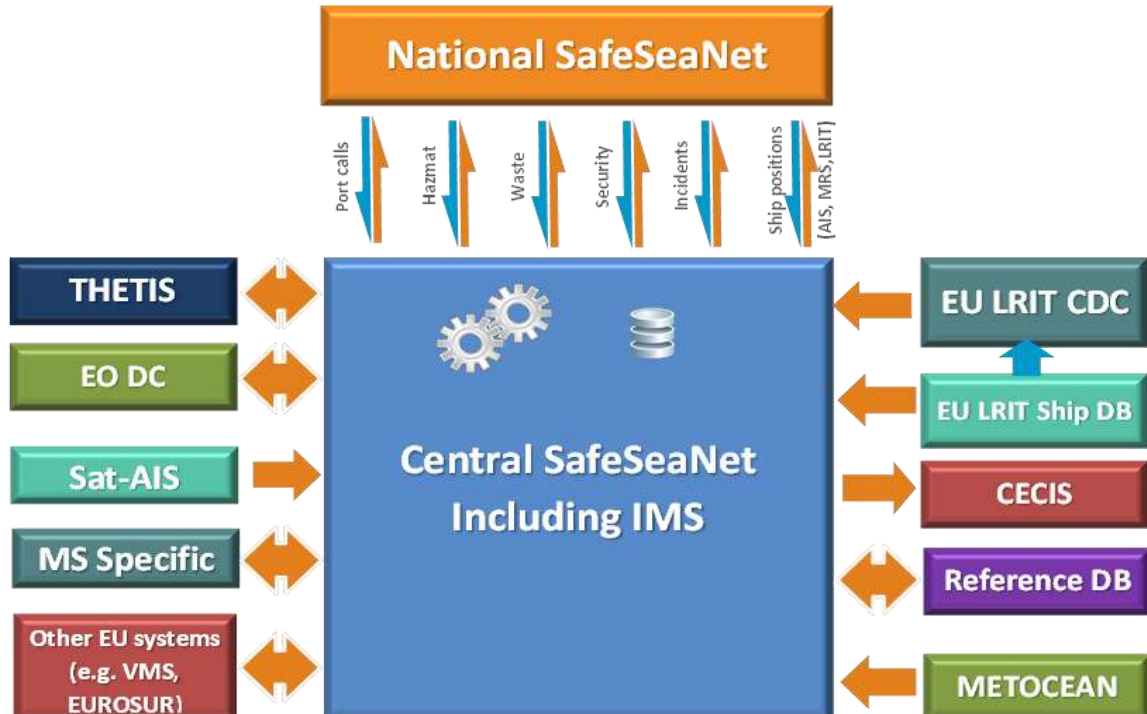 National SafeSeaNet
Port calls
Hazmat
Waste
Security
Incidents
Ship positions
(AIS, MRS,LRIT)
THETIS
EO DC
Sat-AIS
MS Specific
Other EU systems
(e.g. VMS,
EUROSUR)
Central SafeSeaNet
Including IMS
EU LRIT CDC
EU LRIT Ship DB
CECIS
Reference DB
METOCEAN